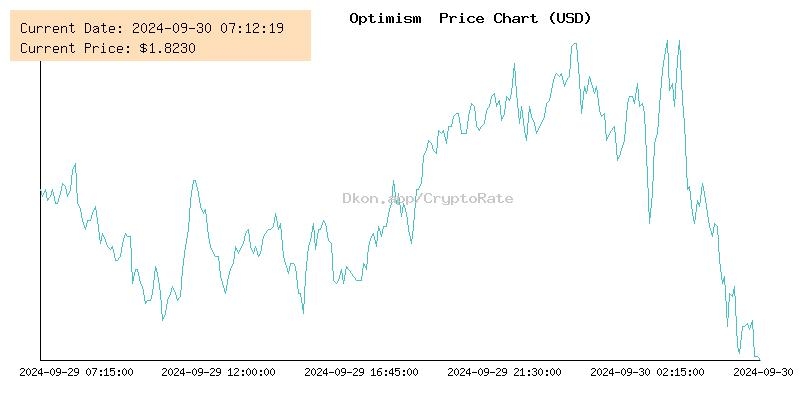 Optimism Price Chart (USD)
Current Date: 2024-09-30 07:12:19
Current Price: $1.8230
Dkon.app/CryptoRate
2024-09-29 07:15:00 2024-09-29 12:00:00 2024-09-29 16:45:00 2024-09-29 21:30:00 2024-09-30 02:15:00 2024-09-30